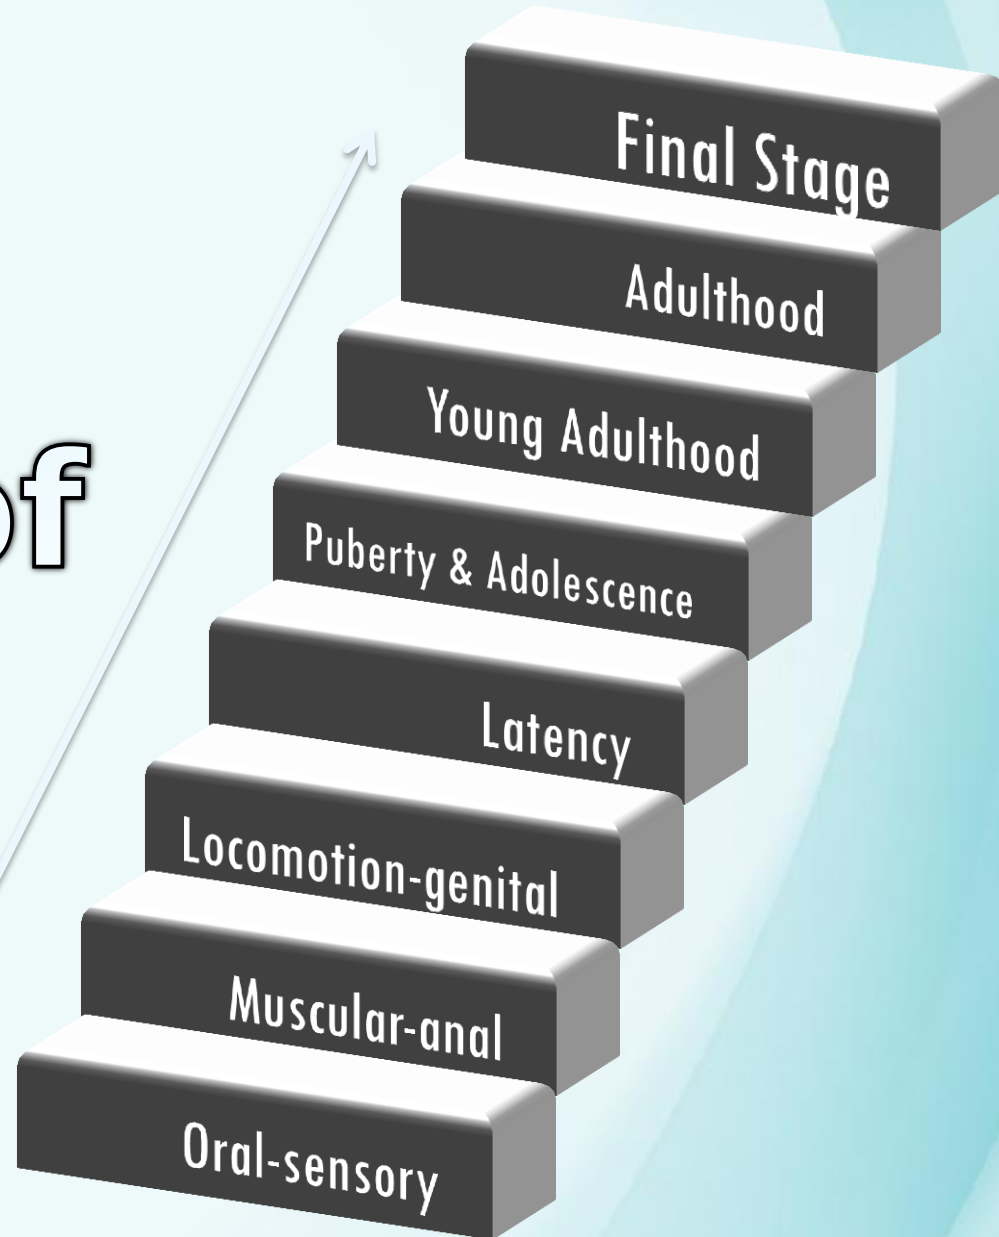 Final Stage
Adulthood
Young Adulthood
of
Puberty & Adolescence
Latency
Locomotion-genital
Muscular-anal
Oral-sensory